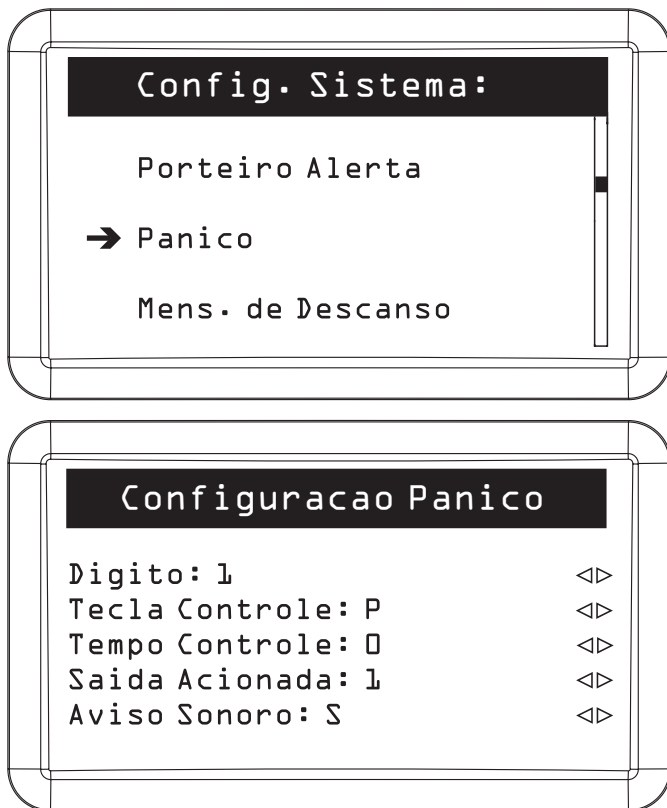 Config. Sistema:
Porteiro Alerta
➔ Panico
Mens. de Descanso
Configuracao Panico
Digito: 1 ◁▷
Tecla Controle: P ◁▷
Tempo Controle: 0 ◁▷
Saida Acionada: 1 ◁▷
Aviso Sonoro: S ◁▷